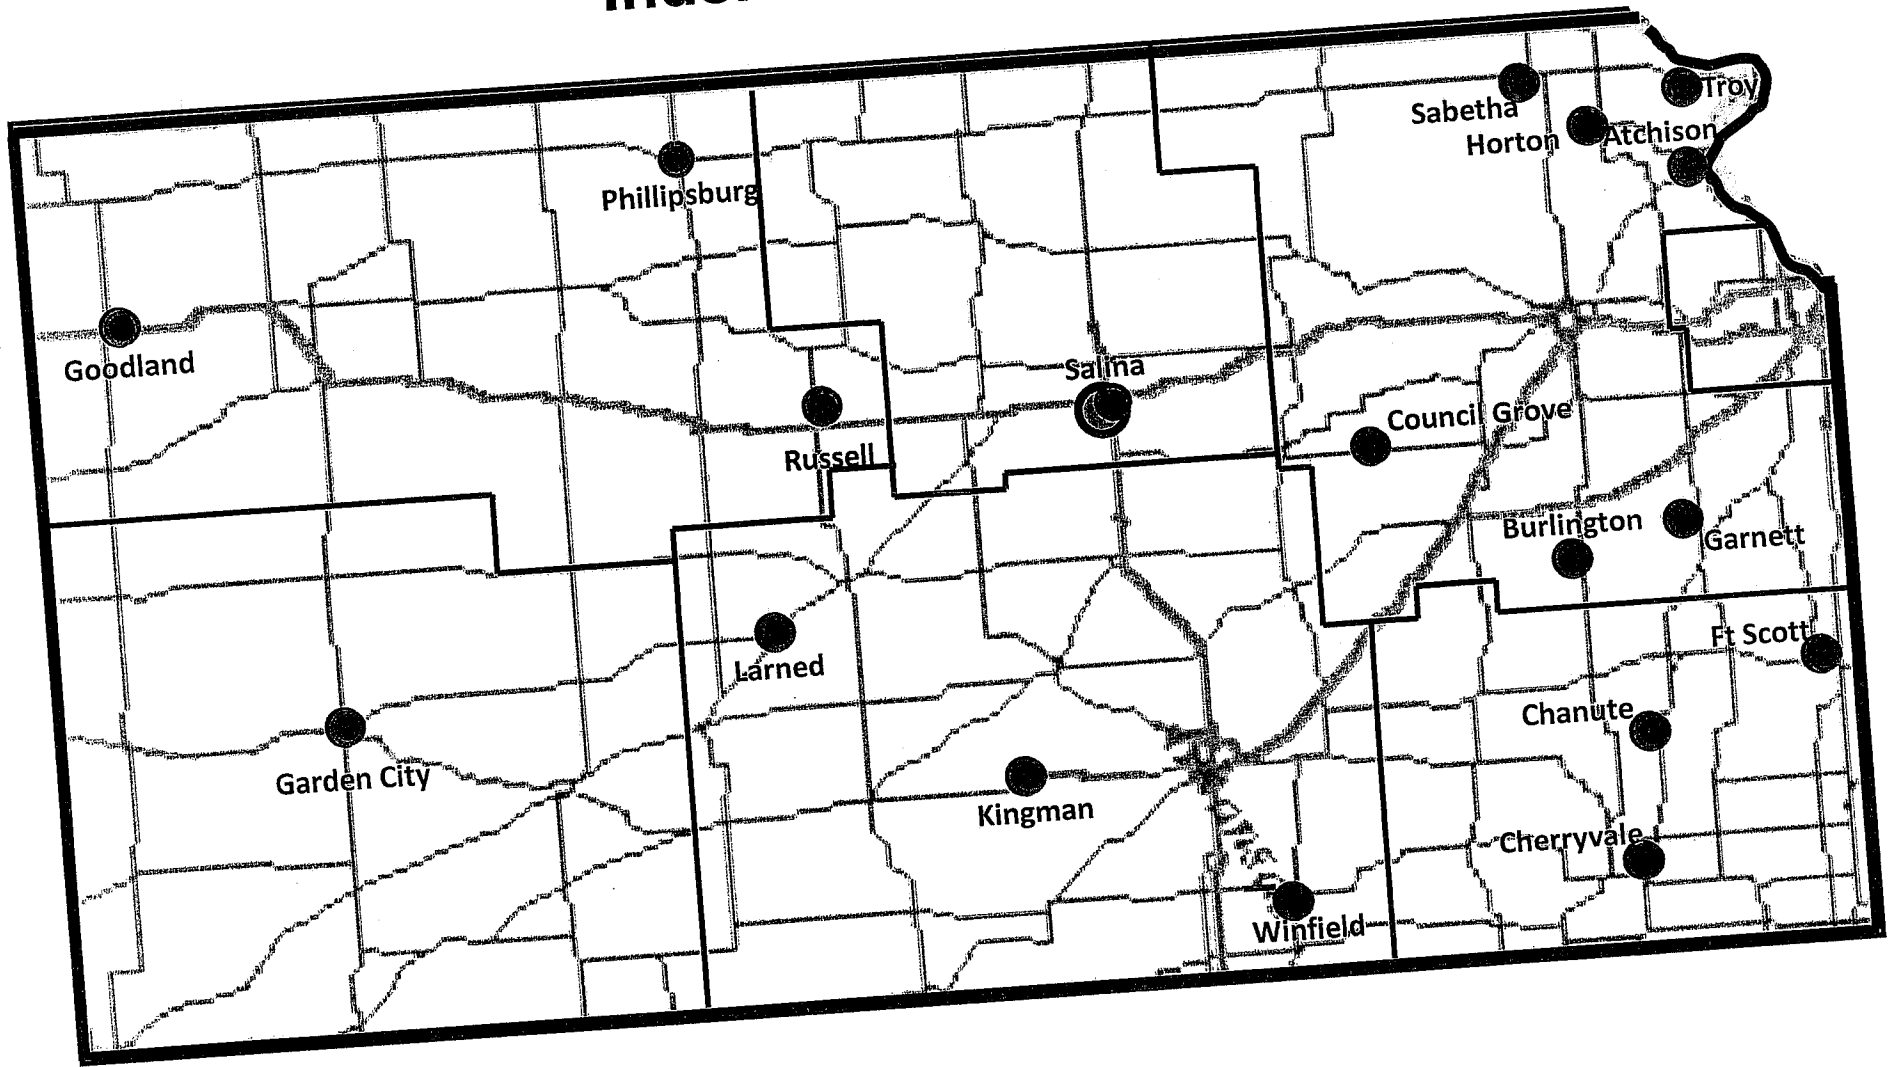 Troy
Sabetha
Atchison
Horton
Phillipsburg
Goodland
Salina
Council Grove
Russell
Burlington
Garnett
Ft Scott
Larned
Chanute
Garden City
Kingman
Cherryvale
Winfield